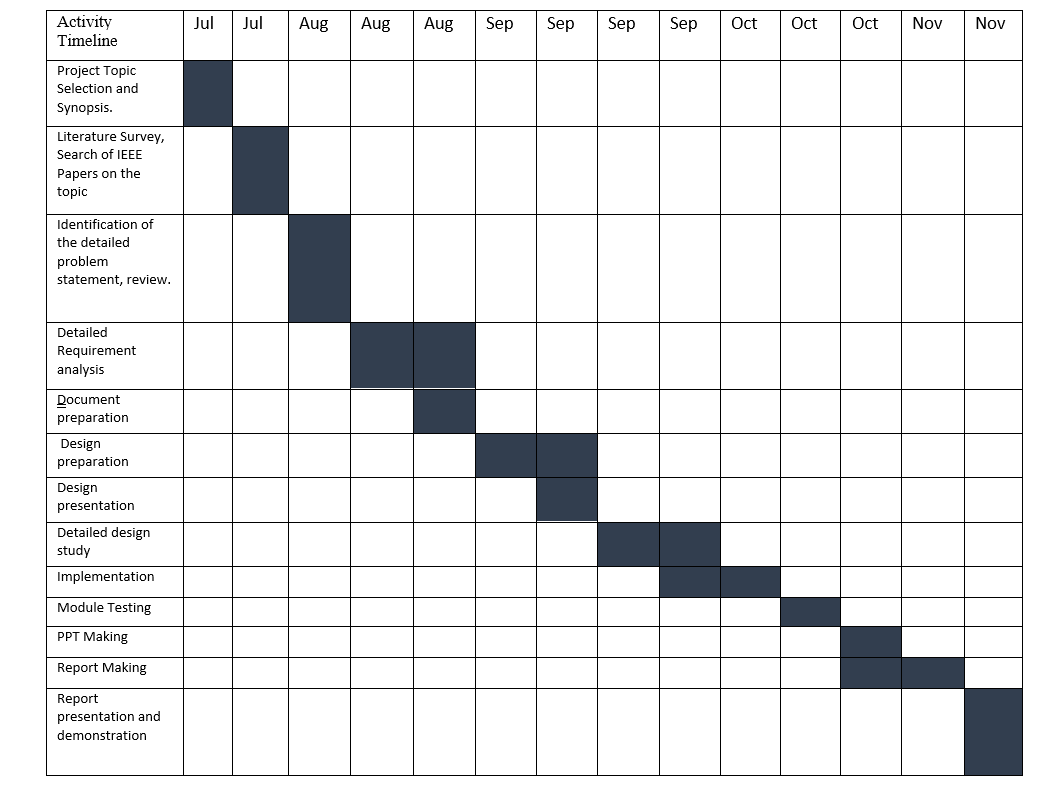 Activity Jul Jul Aug Aug Aug Sep Sep Sep Sep Oct Oct Oct Nov Nov
Timeline
Project Topic
Selection and
Synopsis.
Literature Survey,
Search of IEEE
Papers on the
topic
Identification of
the detailed
problem
statement, review.
Detailed
Requirement
analysis
Document
preparation
Design
preparation
Design
presentation
Detailed design
study
Implementation
Module Testing
PPT Making
Report Making
Report
presentation and
demonstration